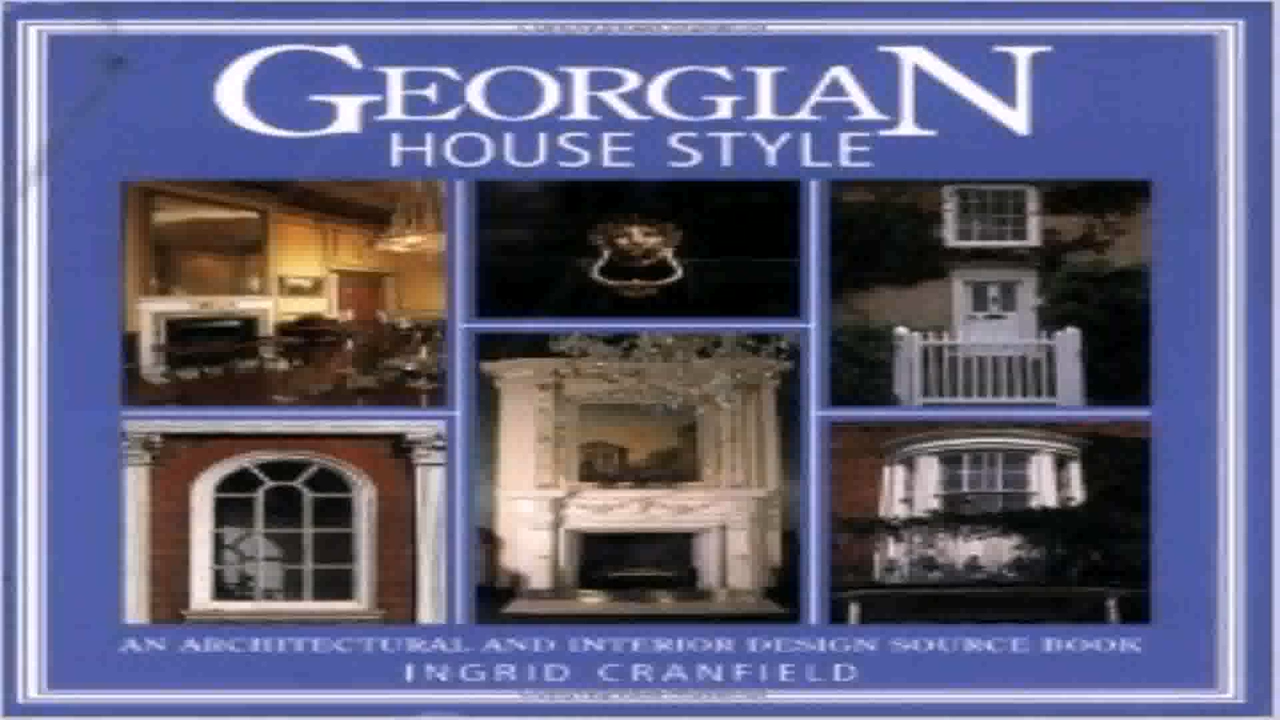 GEORGIAN
HOUSE STYLE
AN ARCHITECTURAL AND INTERIOR DESIGN SOURCE BOOK
INGRID CRANFIELD